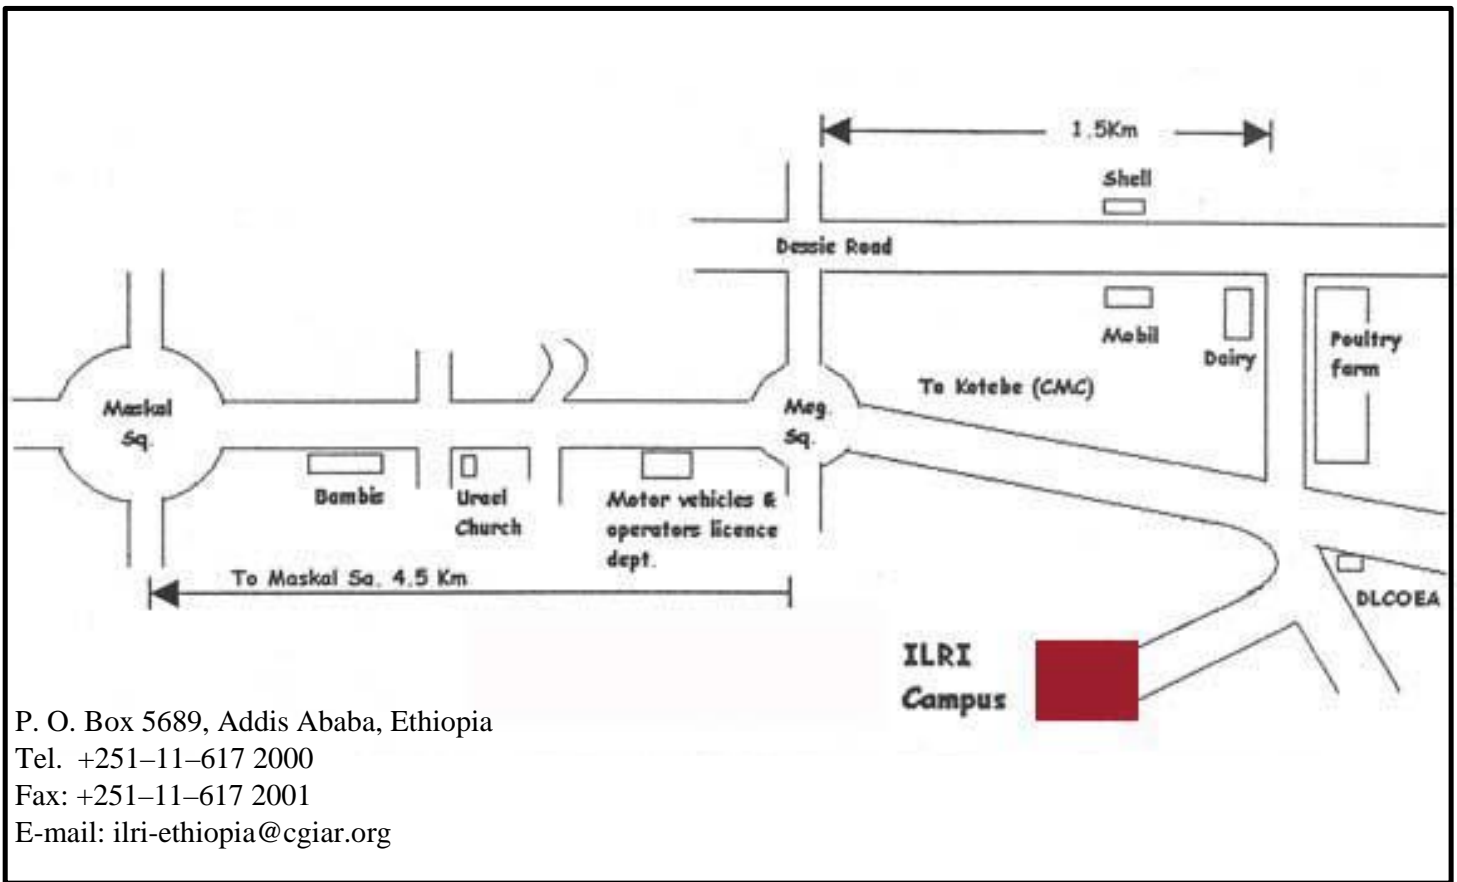 1.5Km
Shell
Dessie Road
Mobil
Dairy
Poultry
farm
To Kotebe (CMC)
Maskal
Sq.
Meg.
Sq.
Bambis
Urael
Church
Motor vehicles &
operators licence
dept.
To Maskal Sq. 4.5 Km
DLCOEA
ILRI
Campus
P. O. Box 5689, Addis Ababa, Ethiopia
Tel. +251–11–617 2000
Fax: +251–11–617 2001
E-mail: ilri-ethiopia@cgiar.org